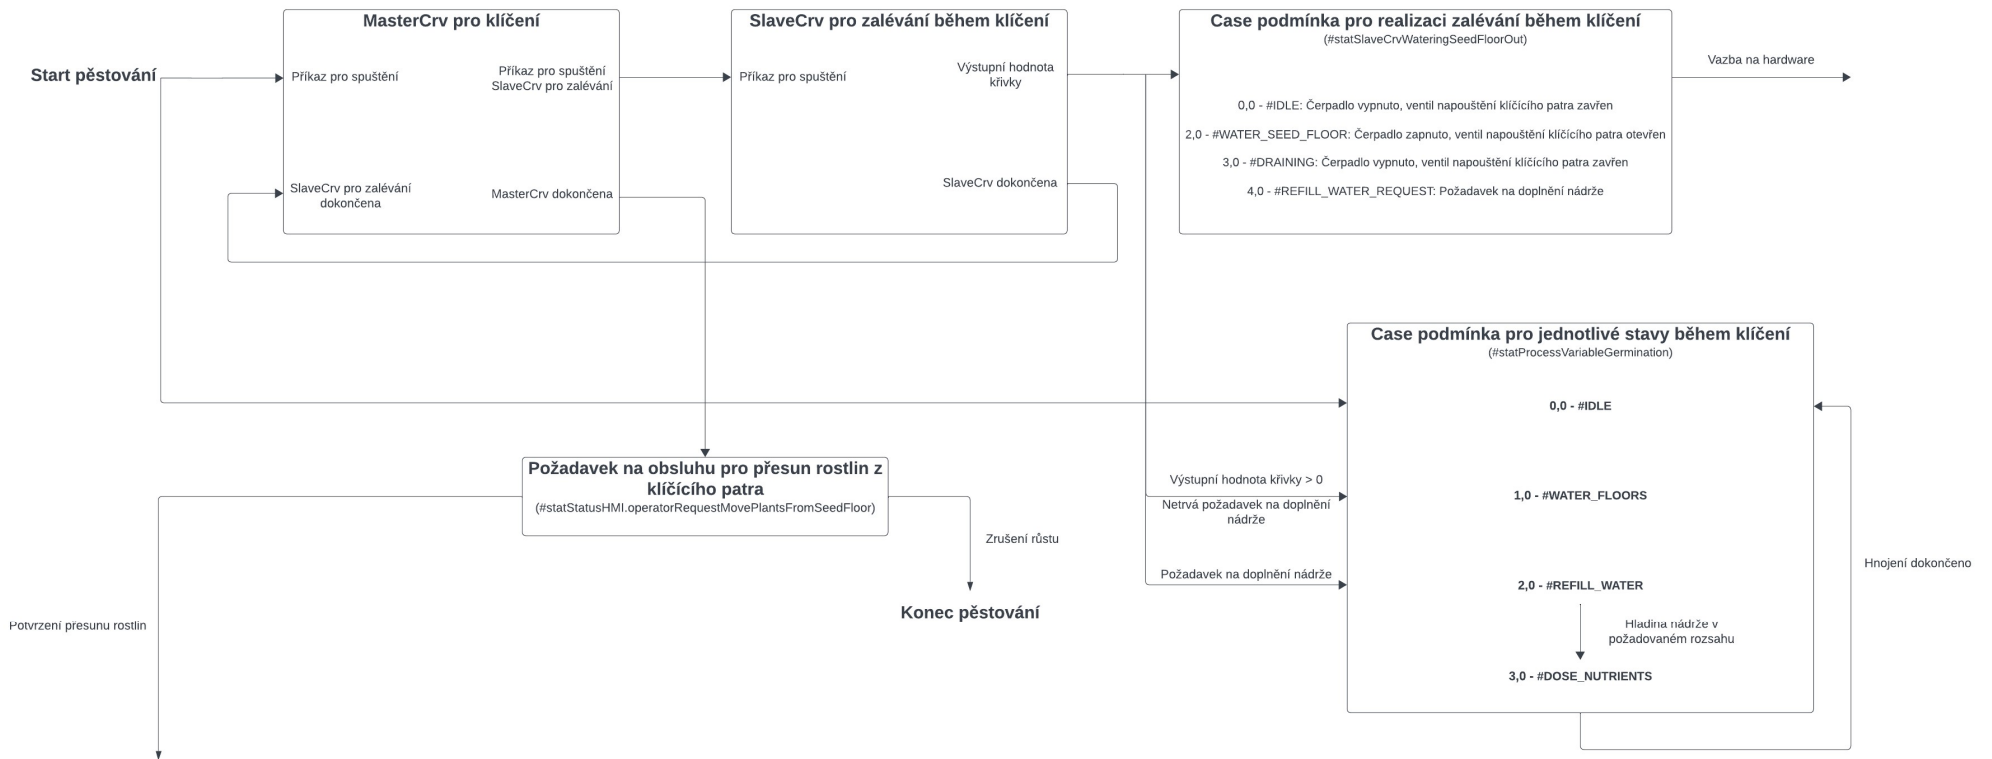 MasterCrv pro klíčení
Start pěstování
Příkaz pro spuštění
Příkaz pro spuštění
SlaveCrv pro zalévání
SlaveCrv pro zalévání
dokončena
MasterCrv dokončena
SlaveCrv pro zalévání během klíčení
Příkaz pro spuštění
Výstupní hodnota
křivky
SlaveCrv dokončena
Case podmínka pro realizaci zalévání během klíčení
(#statSlaveCrvWateringSeedFloorOut)
0,0 - #IDLE: Čerpadlo vypnuto, ventil napouštění klíčícího patra zavřen
2,0 - #WATER_SEED_FLOOR: Čerpadlo zapnuto, ventil napouštění klíčícího patra otevřen
3,0 - #DRAINING: Čerpadlo vypnuto, ventil napouštění klíčícího patra zavřen
4,0 - #REFILL_WATER_REQUEST: Požadavek na doplnění nádrže
Vazba na hardware
Case podmínka pro jednotlivé stavy během klíčení
(#statProcessVariableGermination)
0,0 - #IDLE
Výstupní hodnota křivky > 0
Netrvá požadavek na doplnění
nádrže
1,0 - #WATER_FLOORS
Požadavek na doplnění nádrže
2,0 - #REFILL_WATER
Hladina nádrže v
požadovaném rozsahu
3,0 - #DOSE_NUTRIENTS
Hnojení dokončeno
Požadavek na obsluhu pro přesun rostlin z
klíčícího patra
(#statStatusHMI.operatorRequestMovePlantsFromSeedFloor)
Zrušení růstu
Konec pěstování
Potvrzení přesunu rostlin